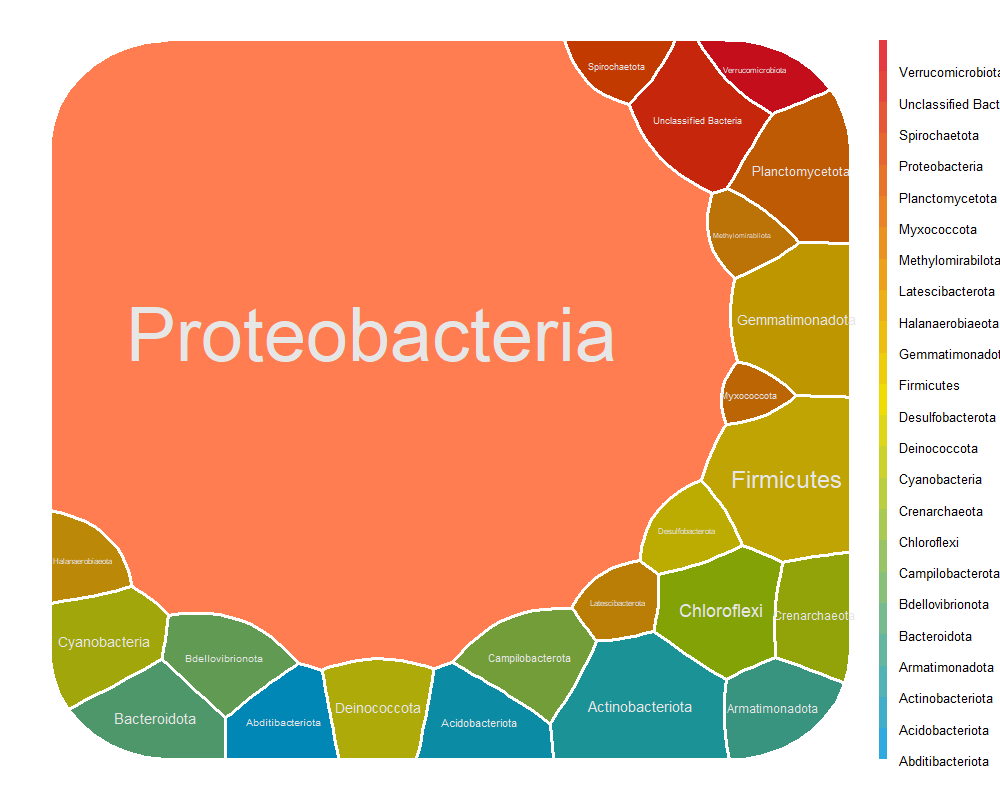 Spirochaetota
Verrucomicrobiota
Unclassified Bacteria
Planctomycetota
Methylomirabilota
Gemmatimonadota
Proteobacteria
Myxococcota
Firmicutes
Desulfobacterota
Halanaerobiaeota
Latescibacterota
Chloroflexi
Crenarchaeot
Cyanobacteria
Bdellovibrionota
Campilobacterota
Actinobacteriota
Deinococcota
Armatimonadota
Bacteroidota
Abditibacteriota
Acidobacteriota
Verrucomicrobiota
Unclassified Bact
Spirochaetota
Proteobacteria
Planctomycetota
Myxococcota
Methylomirabilota
Latescibacterota
Halanaerobiaeota
Gemmatimonadot
Firmicutes
Desulfobacterota
Deinococcota
Cyanobacteria
Crenarchaeota
Chloroflexi
Campilobacterota
Bdellovibrionota
Bacteroidota
Armatimonadota
Actinobacteriota
Acidobacteriota
Abditibacteriota